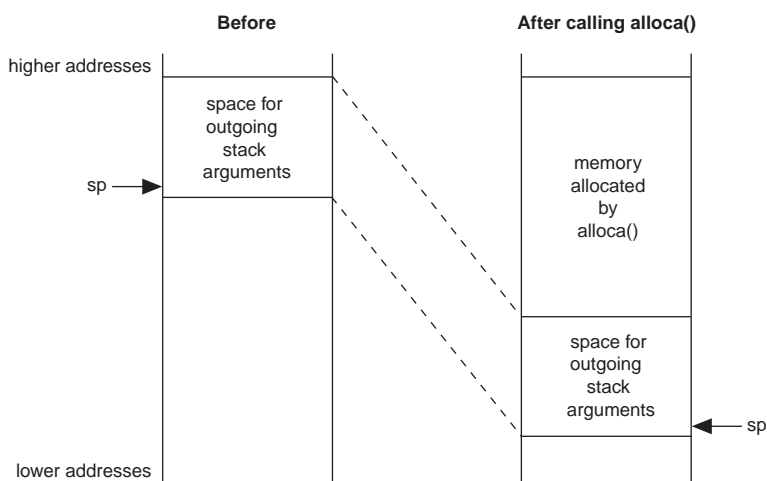 Before
After calling alloca()
higher addresses
space for
outgoing
stack
arguments
sp
memory
allocated
by
alloca()
space for
outgoing
stack
arguments
sp
lower addresses